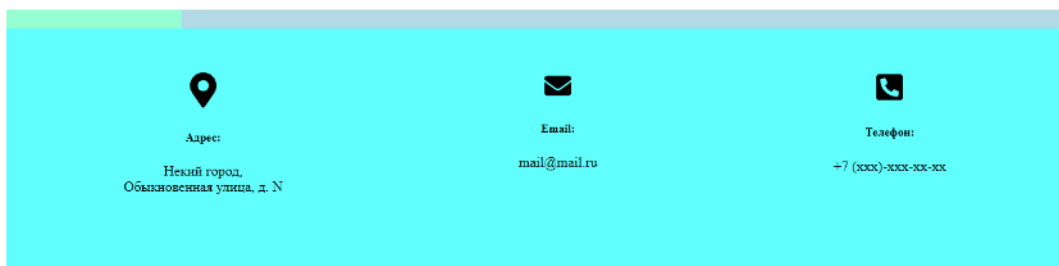 Адрес:
Некий город,
Обыкновенная улица, д. N
Email:
mail@mail.ru
Телефон:
+7 (xxx)-xxx-xx-xx